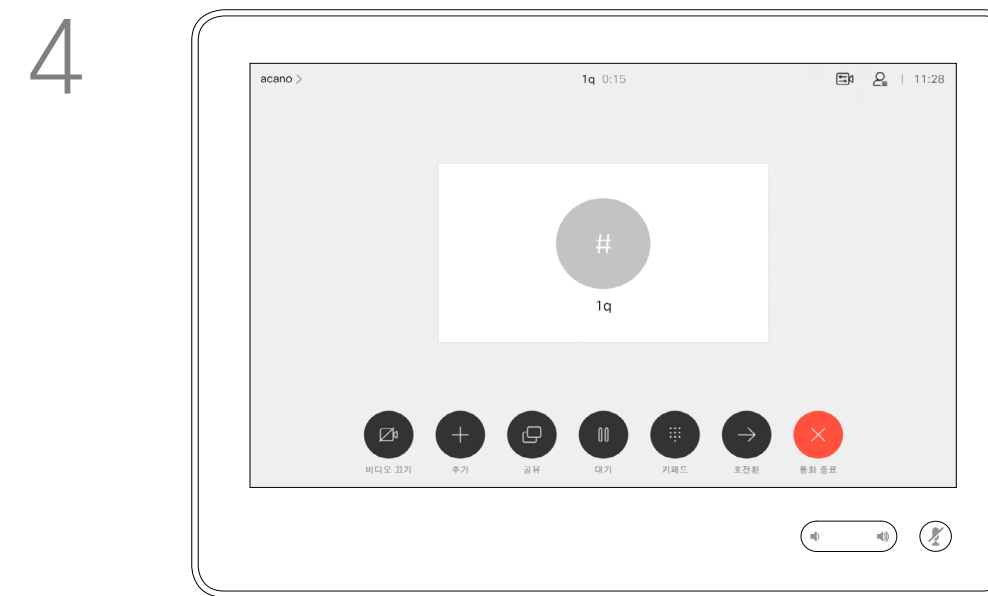 4
acano >
1q 0:15
11:28
#
1q
비디오 끄기
추가
공유
대기
키패드
호전환
통화 종료